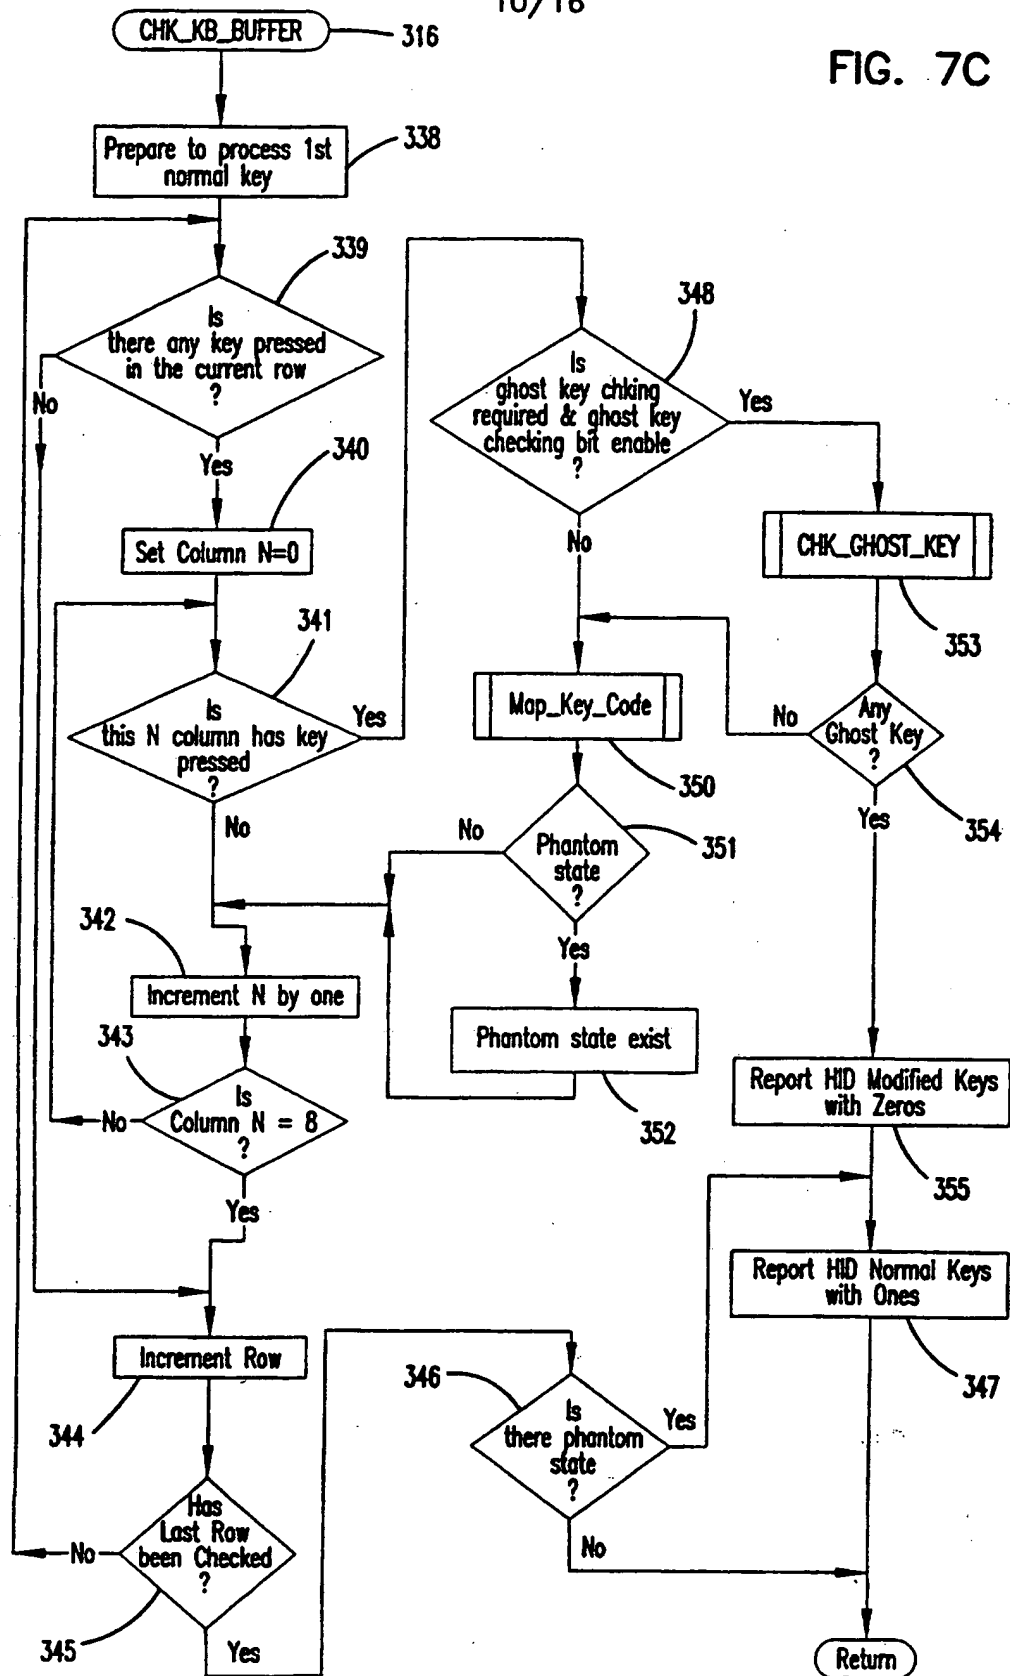 10/16
CHK_KB_BUFFER
316
FIG. 7C
Prepare to process 1st
normal key
338
339
Is
there any key pressed
in the current row
?
No
Yes
340
Set Column N=0
341
Is
this N column has key
pressed
?
Yes
No
342
Increment N by one
343
Is
Column N = 8
?
No
Yes
Increment Row
344
Has
Last Row
been Checked
?
No
345
Yes
348
Is
ghost key chking
required & ghost key
checking bit enable
?
Yes
No
CHK_GHOST_KEY
353
Map_Key_Code
350
Any
Ghost Key
?
No
354
Yes
Phantom
state
?
351
No
Yes
Phantom state exist
352
Report HID Modified Keys
with Zeros
355
Report HID Normal Keys
with Ones
347
346
Is
there phantom
state
?
Yes
No
Return